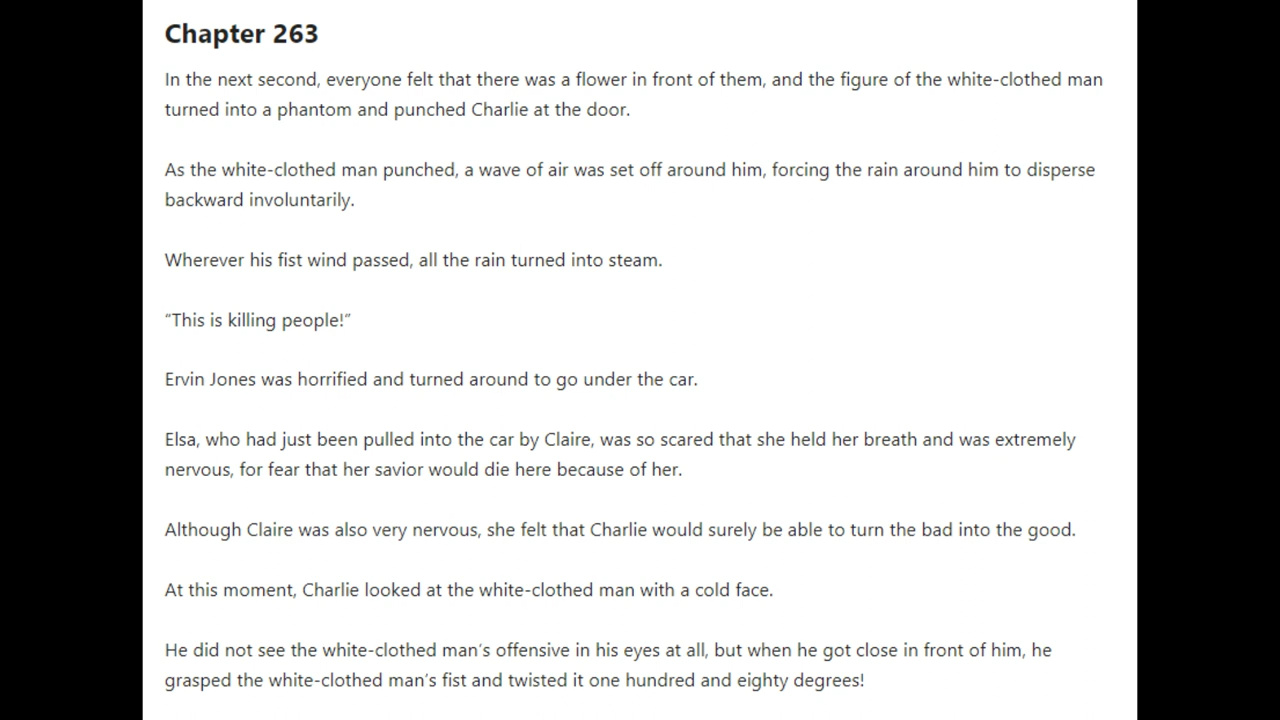 Chapter 263
In the next second, everyone felt that there was a flower in front of them, and the figure of the white-clothed man
turned into a phantom and punched Charlie at the door.
As the white-clothed man punched, a wave of air was set off around him, forcing the rain around him to disperse
backward involuntarily.
Wherever his fist wind passed, all the rain turned into steam.
“This is killing people!”
Ervin Jones was horrified and turned around to go under the car.
Elsa, who had just been pulled into the car by Claire, was so scared that she held her breath and was extremely
nervous, for fear that her savior would die here because of her.
Although Claire was also very nervous, she felt that Charlie would surely be able to turn the bad into the good.
At this moment, Charlie looked at the white-clothed man with a cold face.
He did not see the white-clothed man’s offensive in his eyes at all, but when he got close in front of him, he
grasped the white-clothed man’s fist and twisted it one hundred and eighty degrees!